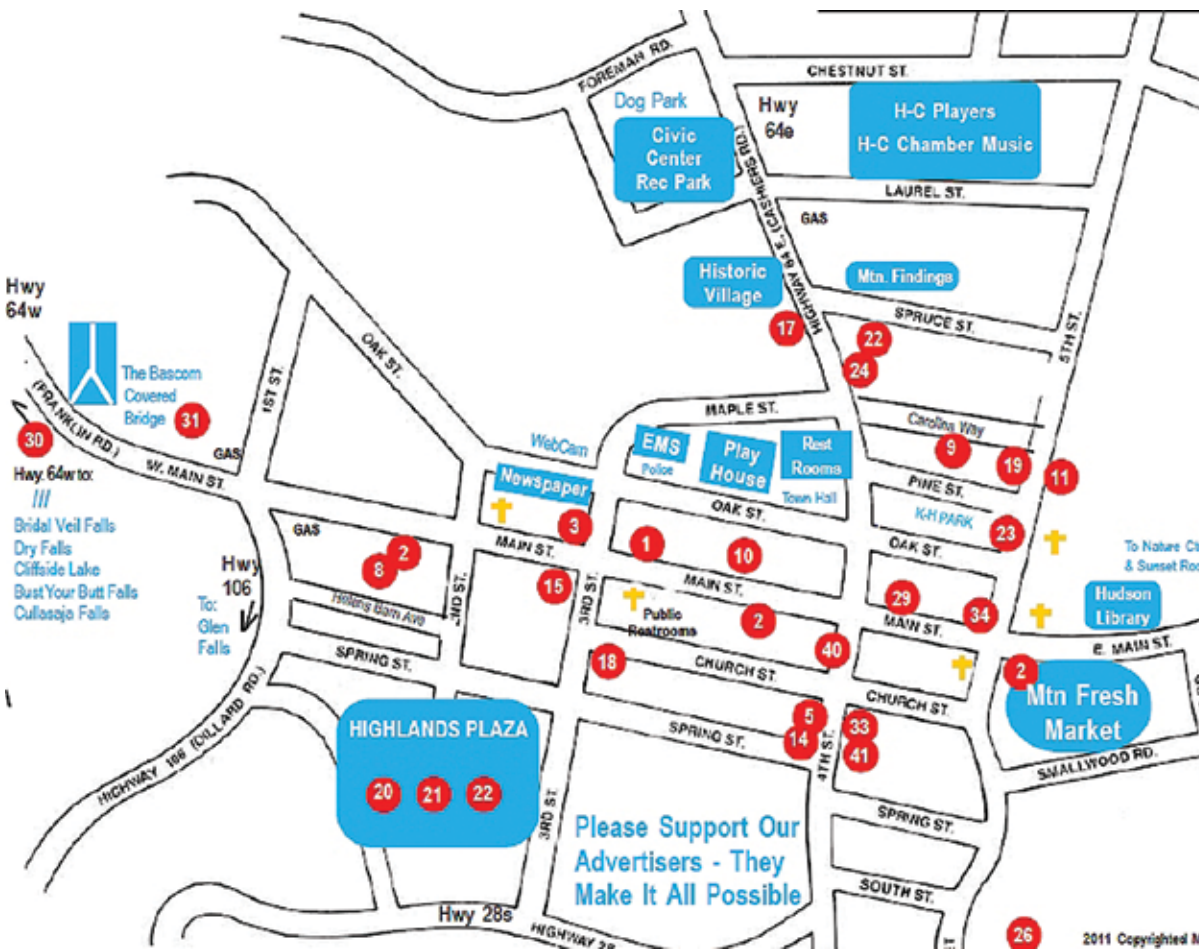 FOREMAN RD.
CHESTNUT ST.
Dog Park
Hwy
64e
H-C Players
H-C Chamber Music
Civic
Center
Rec Park
HIGHWAY 64 E. (CASHIERS RD.)
LAUREL ST.
GAS
Historic
Village
Mtn. Findings
SPRUCE ST.
5TH ST.
17
22
24
Hwy
64w
The Bascom
Covered
Bridge
31
1ST ST.
OAK ST.
(FRANKLIN RD.)
30
GAS
W. MAIN ST.
MAPLE ST.
Carolina Way
9
19
11
WebCam
EMS
Police
Play
House
Rest
Rooms
Town Hall
PINE ST.
K-H PARK
23
Hwy. 64w to:
///
Bridal Veil Falls
Dry Falls
Cliffside Lake
Bust Your Butt Falls
Cullasaja Falls
Newspaper
3
OAK ST.
OAK ST.
GAS
2
8
MAIN ST.
1
10
To Nature
& Sunset
Hwy
106
To:
Glen
Falls
Helens Barn Ave
2ND ST.
15
3RD ST.
MAIN ST.
29
34
Hudson
Library
Public
Restrooms
2
MAIN ST.
SPRING ST.
40
E. MAIN ST.
18
CHURCH ST.
2
Mtn Fresh
Market
CHURCH ST.
HIGHLANDS PLAZA
5
14
SPRING ST.
4TH ST.
33
41
SMALLWOOD RD.
HIGHWAY 106 (DILLARD RD.)
20
21
22
3RD ST.
SPRING ST.
Please Support Our
Advertisers - They
Make It All Possible
SOUTH ST.
Hwy 28s
HIGHWAY 28
26
2011 Copyrighted